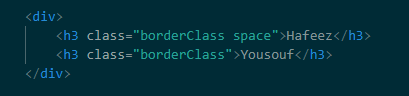 <div>
<h3 class="borderClass space">Hafeez</h3>
<h3 class="borderClass">Yousouf</h3>
</div>